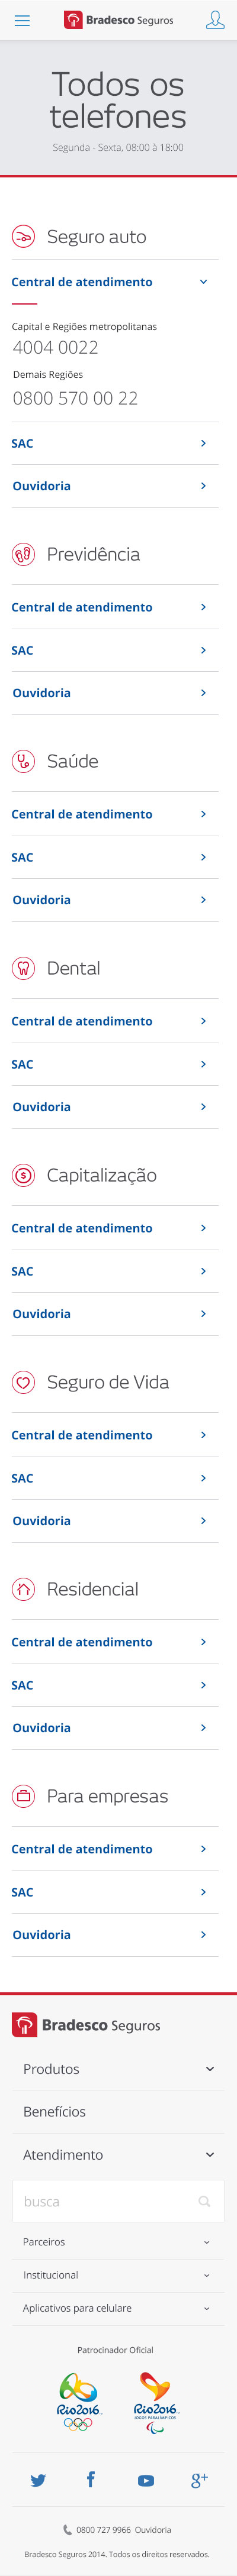 Bradesco Seguros
Todos os
telefones
Segunda - Sexta, 08:00 à 18:00
Seguro auto
Central de atendimento
Capital e Regiões metropolitanas
4004 0022
Demais Regiões
0800 570 00 22
SAC
Ouvidoria
Previdência
Central de atendimento
SAC
Ouvidoria
Saúde
Central de atendimento
SAC
Ouvidoria
Dental
Central de atendimento
SAC
Ouvidoria
Capitalização
Central de atendimento
SAC
Ouvidoria
Seguro de Vida
Central de atendimento
SAC
Ouvidoria
Residencial
Central de atendimento
SAC
Ouvidoria
Para empresas
Central de atendimento
SAC
Ouvidoria
Bradesco Seguros
Produtos
Benefícios
Atendimento
busca
Parceiros
Institucional
Aplicativos para celulare
Patrocinador Oficial
Rio2016 Rio2016
JOGOS PARALÍMPICOS
0800 727 9966 Ouvidoria
Bradesco Seguros 2014. Todos os direitos reservados.